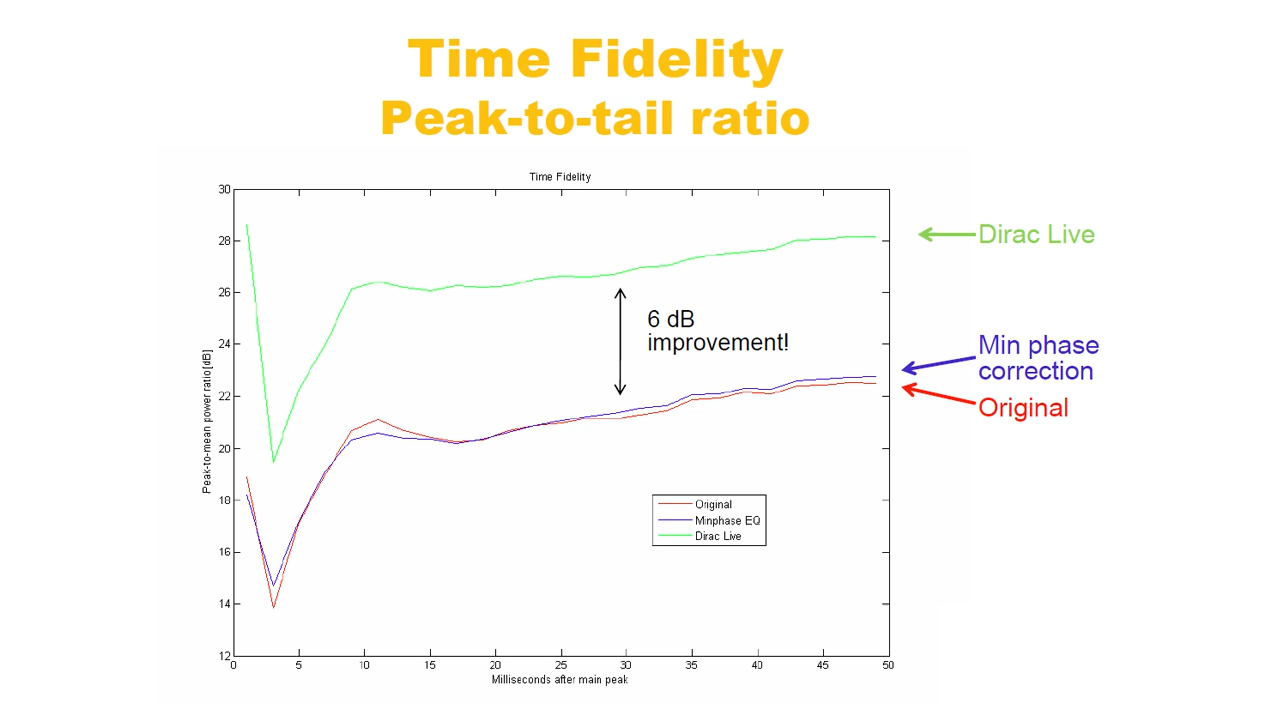 Time Fidelity
Peak-to-tail ratio
Time Fidelity
30
28
26
24
22
20
18
16
14
12
Peak-to-mean power ratio[dB]
0 5 10 15 20 25 30 35 40 45 50
Milliseconds after main peak
6 dB
improvement!
Original
Minphase EQ
Dirac Live
Dirac Live
Min phase
correction
Original